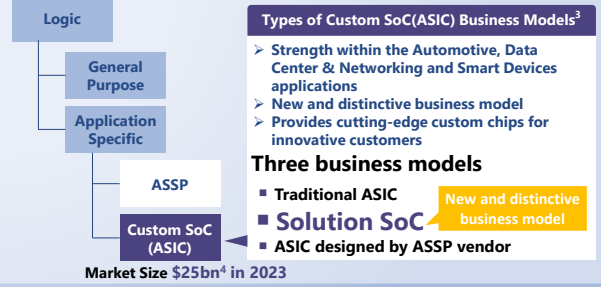 Logic
General
Purpose
Application
Specific
ASSP
Custom SoC
(ASIC)
Market Size $25bn⁴ in 2023
Types of Custom SoC(ASIC) Business Models³
➢ Strength within the Automotive, Data
Center & Networking and Smart Devices
applications
➢ New and distinctive business model
➢ Provides cutting-edge custom chips for
innovative customers
Three business models
▪ Traditional ASIC
▪ Solution SoC
New and distinctive
business model
▪ ASIC designed by ASSP vendor